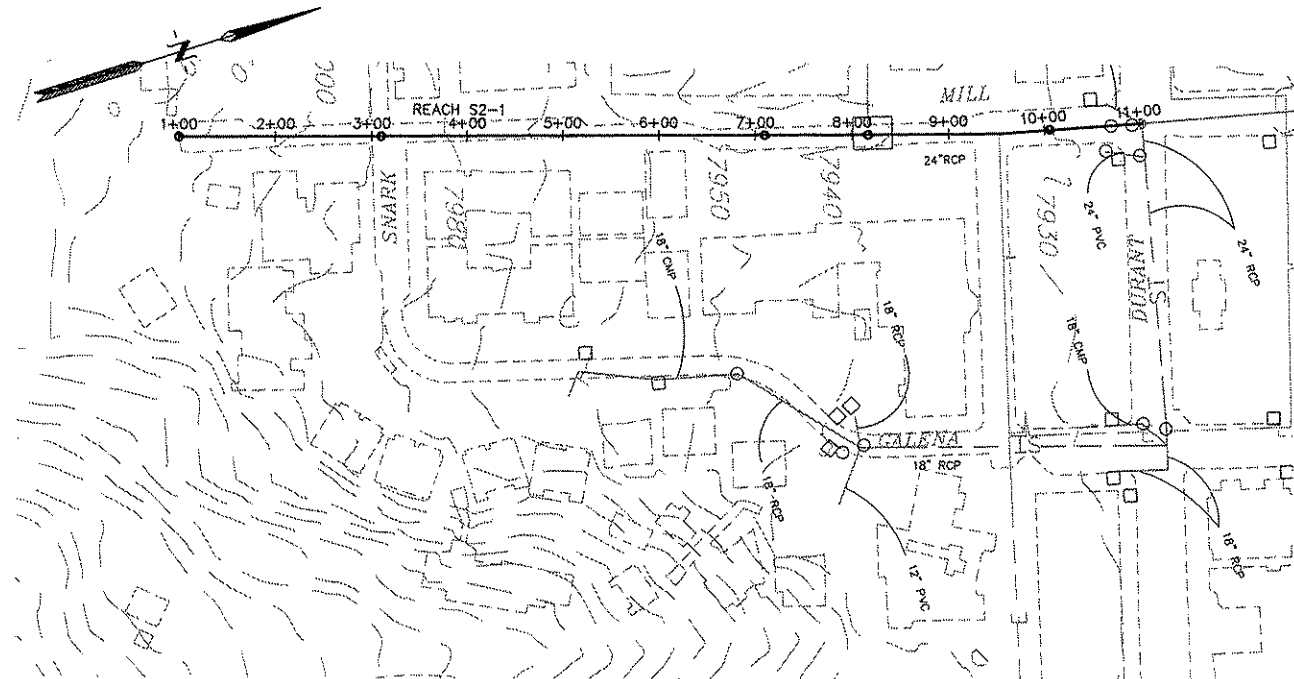 N
MILL
REACH S2-1
1+00 2+00 3+00 4+00 5+00 6+00 7+00 8+00 9+00 10+00 11+00
24"RCP
SNARK
7980
7950
7940
7930
24" PVC
DURANT ST
24" RCP
18" CMP
18" RCP
18" CMP
GALENA ST
18" RCP
18" RCP
12" PVC
18" RCP